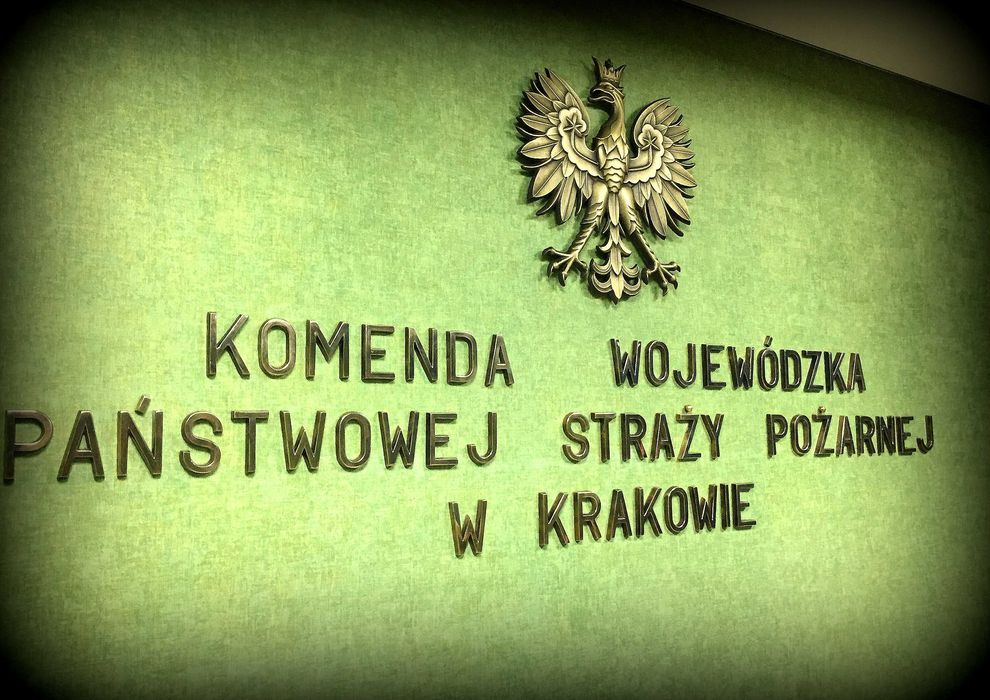 KOMENDA WOJEWÓDZKA
PAŃSTWOWEJ STRAŻY POŻARNEJ
W KRAKOWIE